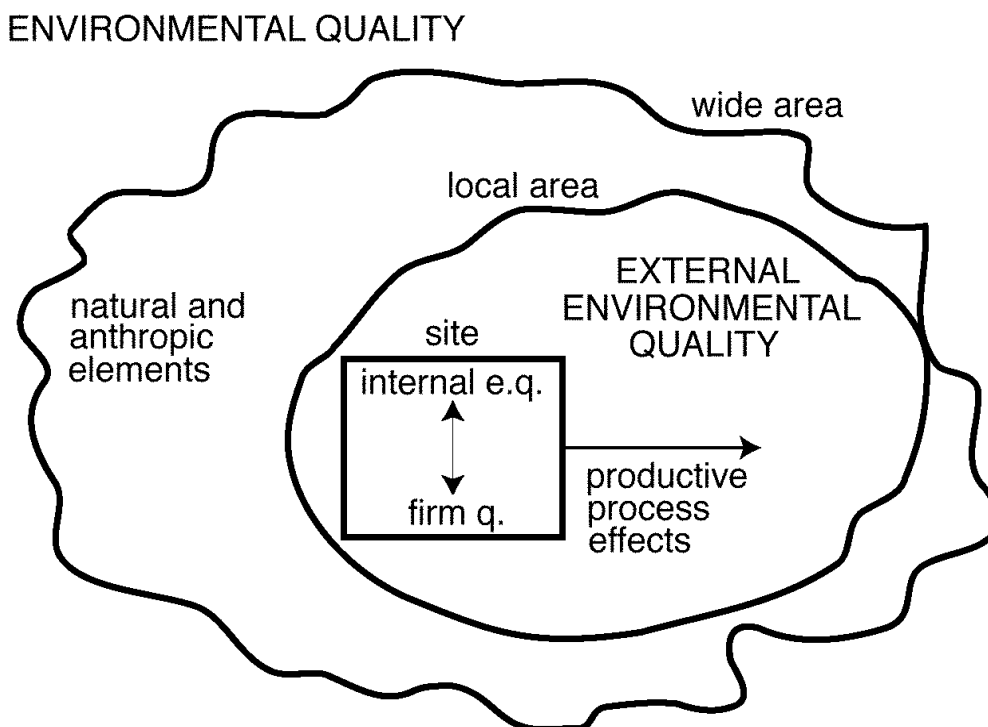 ENVIRONMENTAL QUALITY
wide area
local area
EXTERNAL
ENVIRONMENTAL
QUALITY
natural and
anthropic
elements
site
internal e.q.
firm q.
productive
process
effects